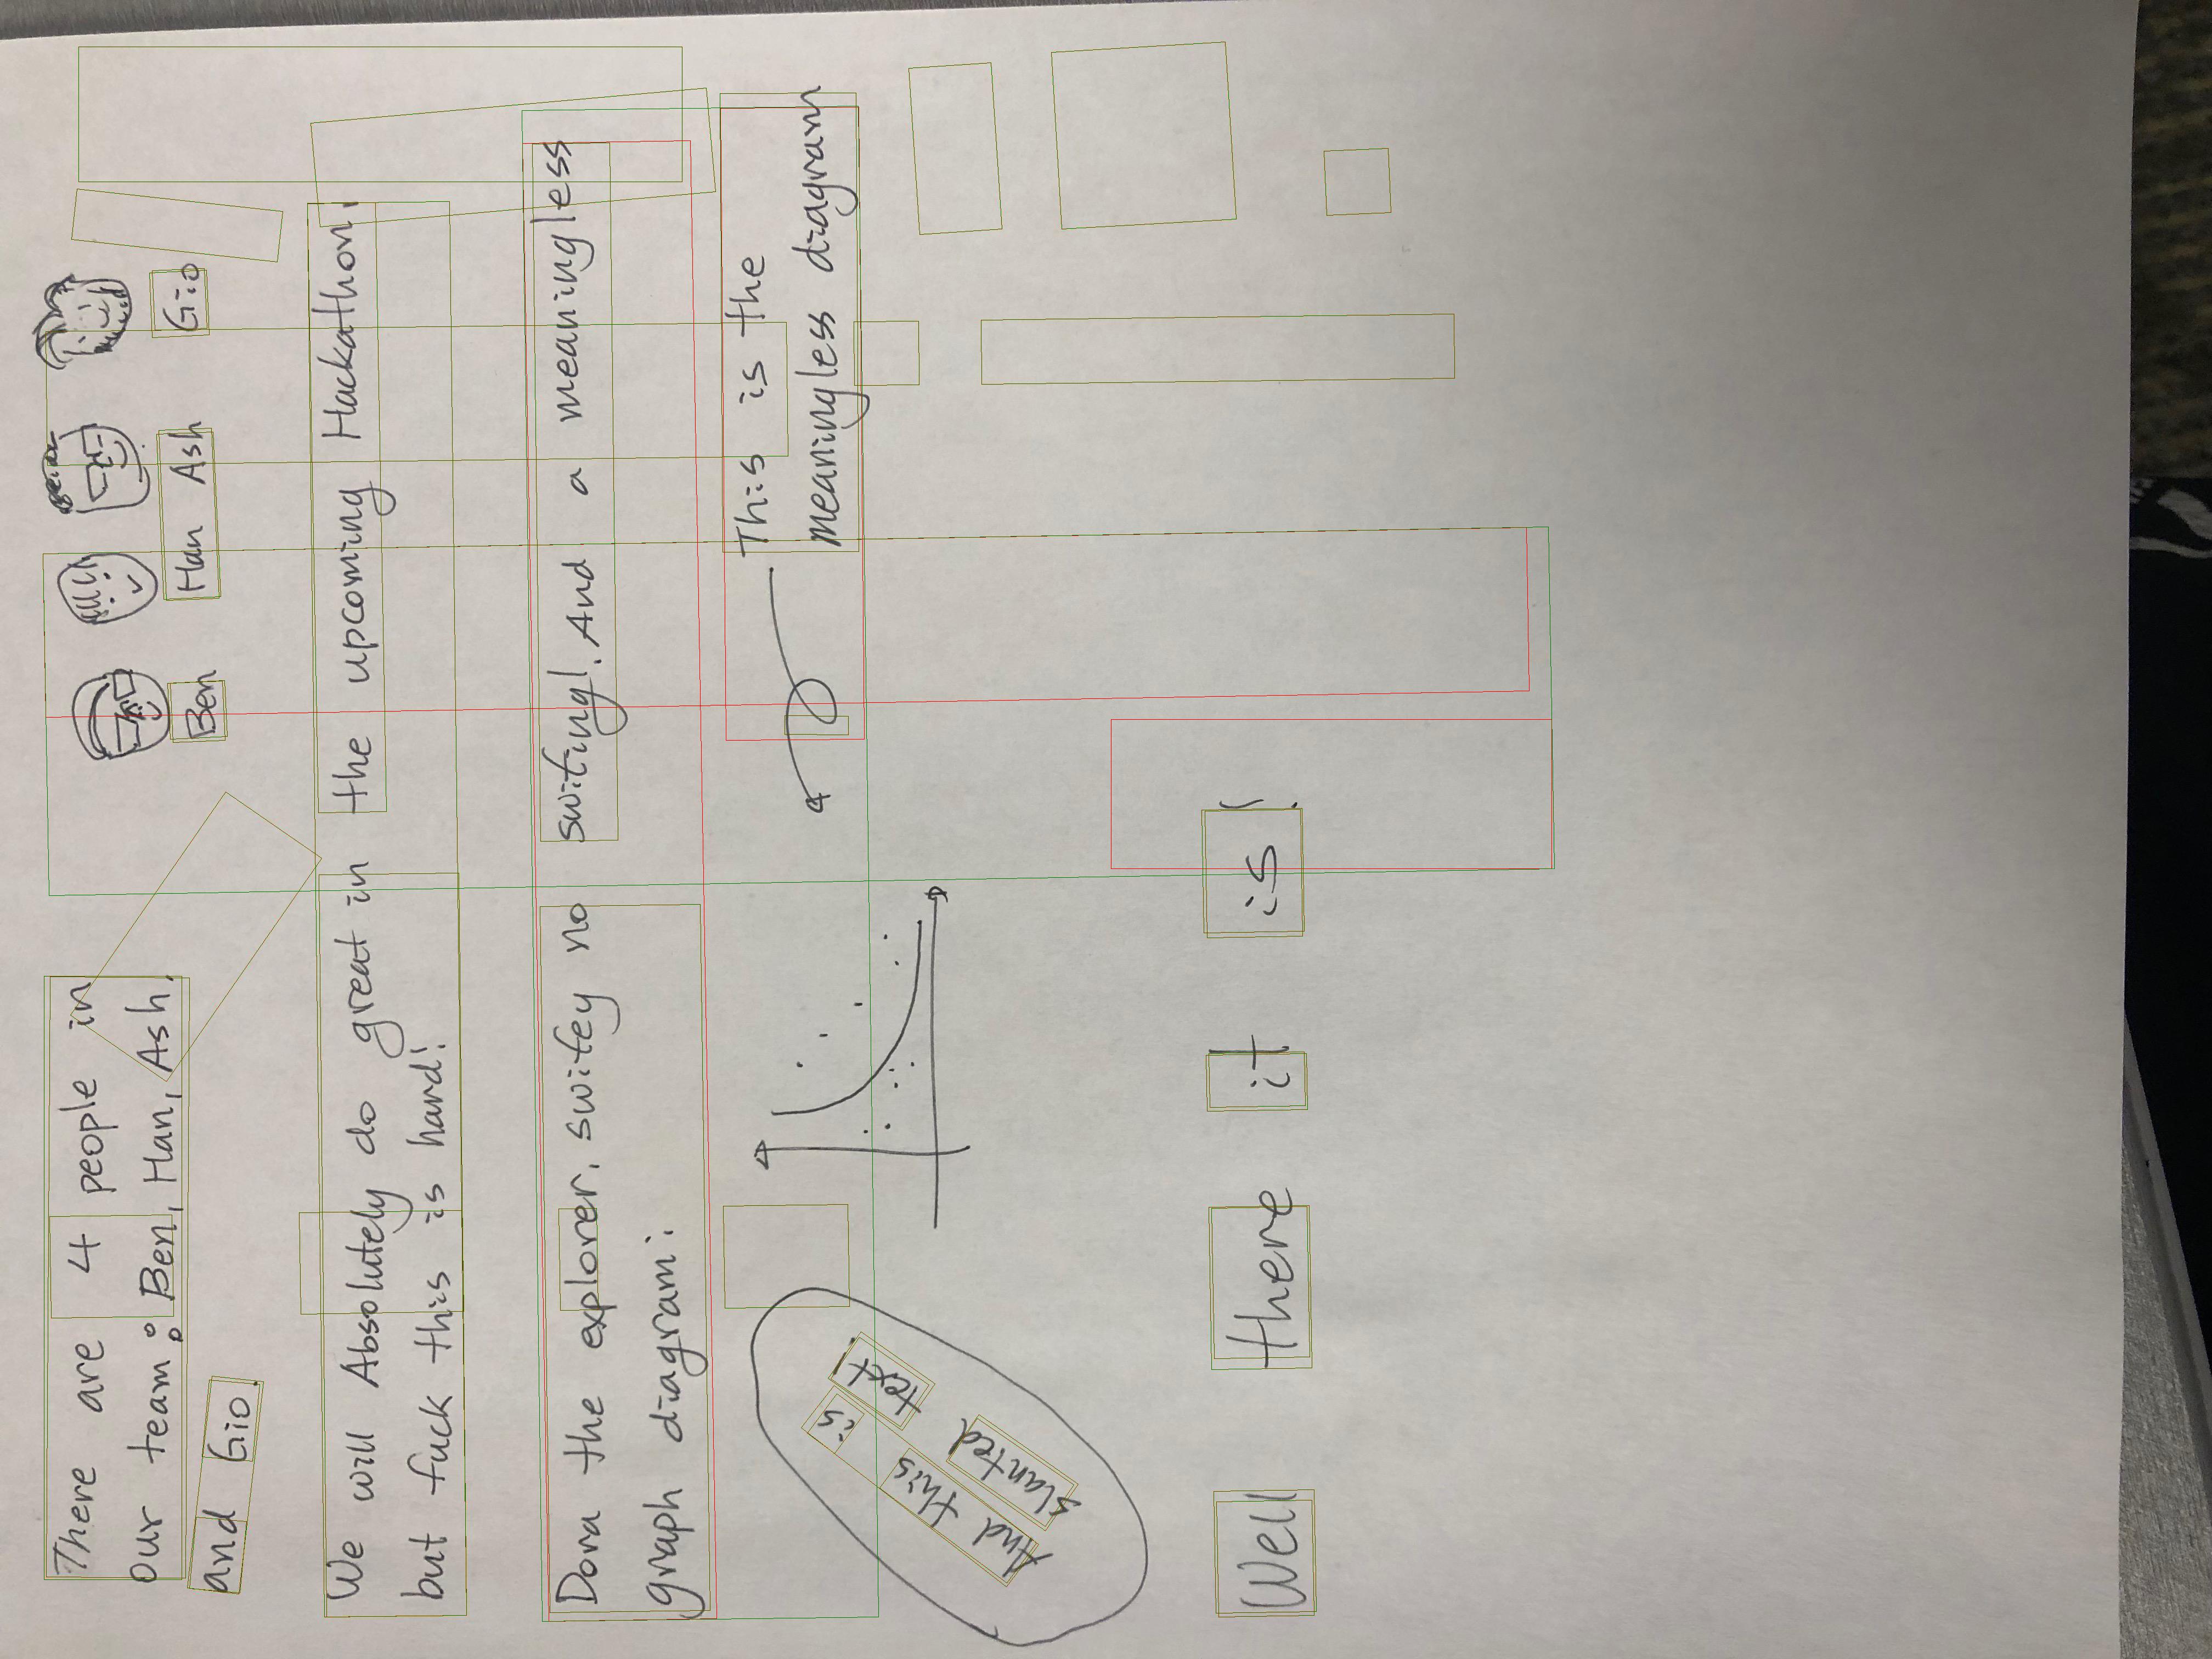 There are 4 people in
our team: Ben, Han, Ash,
and Gio.
Ben Han Ash Gio
We will Absolutely do great in the upcoming Hackathon,
but fuck this is hard!
Dora the explorer, swifey no switing!. And a meaningless
graph diagram:
This is the
meaningless diagram
And this is
slanted text
Well there it is!